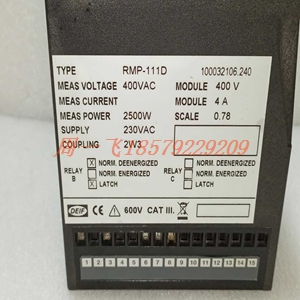 TYPE RMP-111D 100032106.240
MEAS VOLTAGE 400VAC MODULE 400 V
MEAS CURRENT MODULE 4 A
MEAS POWER 2500W SCALE 0.78
SUPPLY 230VAC
COUPLING 2W3
RELAY B
☒ NORM. DEENERGIZED
☐ NORM. ENERGIZED
☒ LATCH
RELAY
NORM. DEENERGIZED
NORM. ENERGIZED
LATCH
18579229209
DEIF CE 600V CAT III.
1 2 3 4 5 6 7 8 9 10 11 12 13 14 15